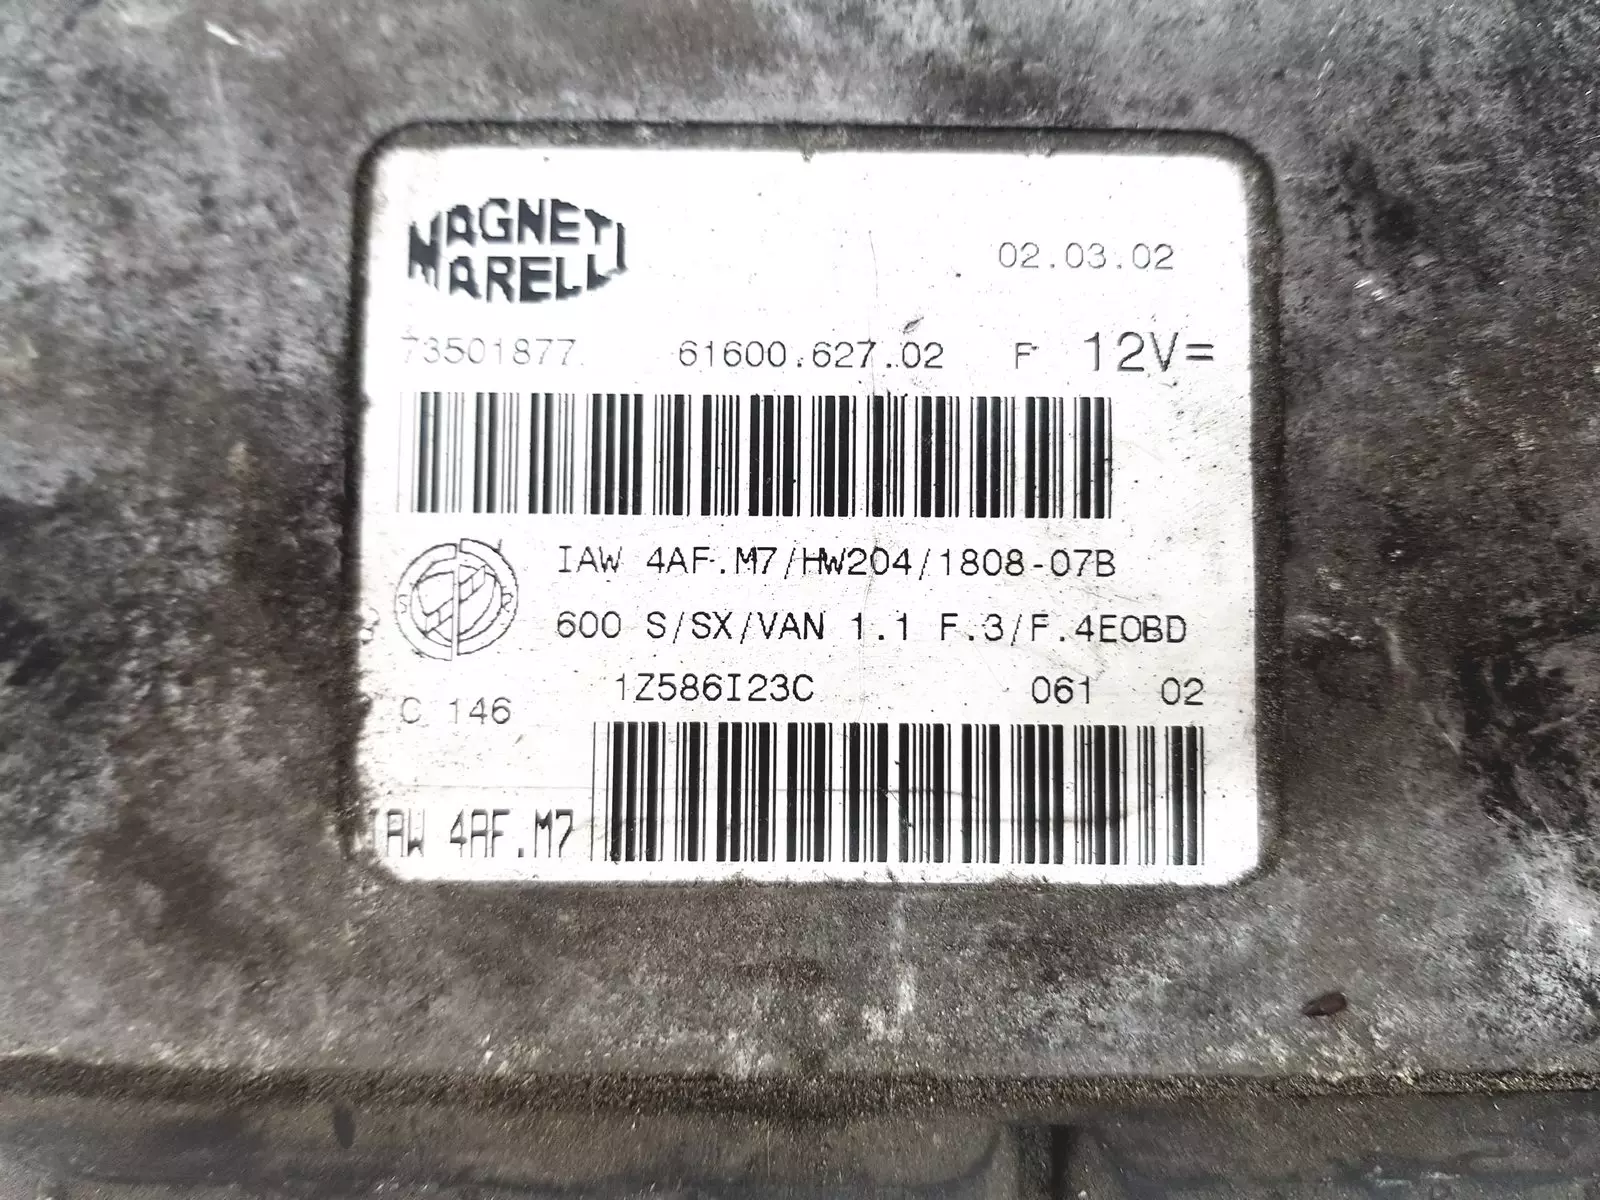 MAGNETI
MARELLI
02.03.02
73501877. 61600.627.02 F 12V=
IAW 4AF.M7/HW204/1808-07B
600 S/SX/VAN 1.1 F.3/F.4EOBD
1Z586I23C 061 02
C 146
IAW 4AF.M7